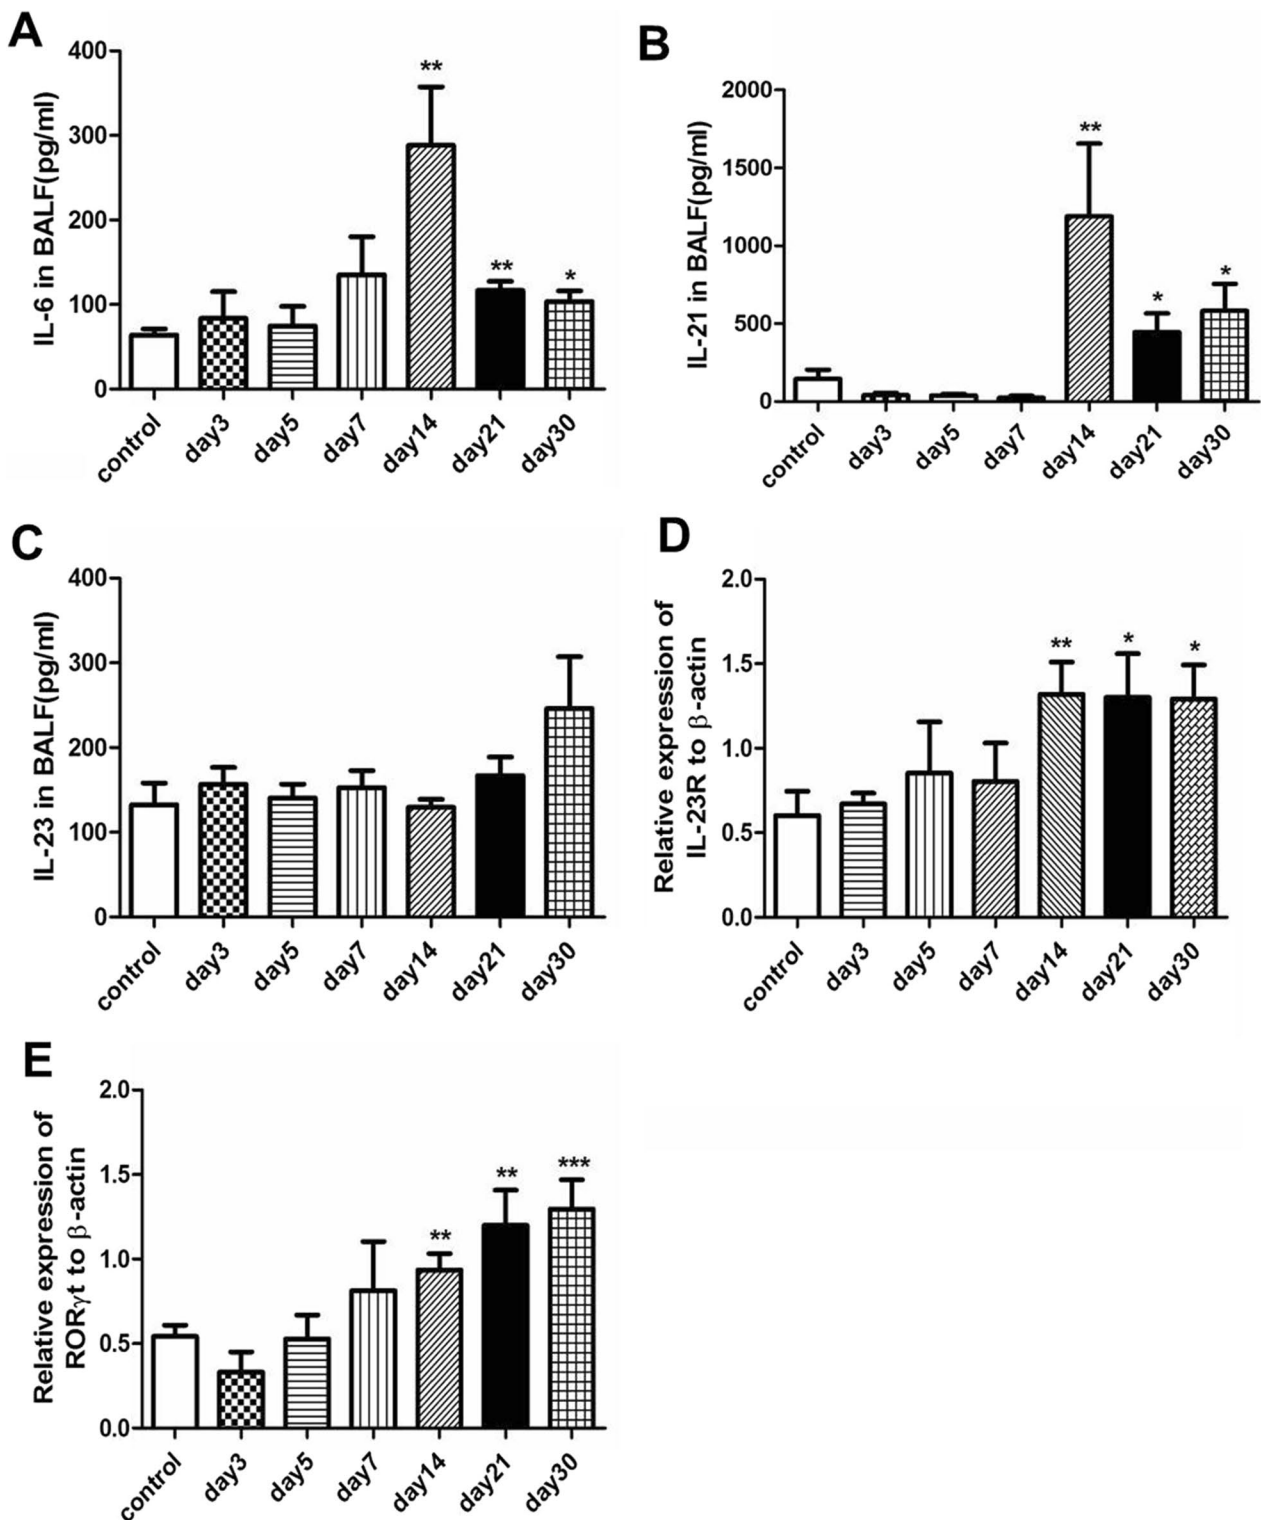 A
IL-6 in BALF(pg/ml)
400
300
200
100
0
**
**
*
control
day3
day5
day7
day14
day21
day30
B
IL-21 in BALF(pg/ml)
2000
1500
1000
500
0
**
*
*
control
day3
day5
day7
day14
day21
day30
C
IL-23 in BALF(pg/ml)
400
300
200
100
0
control
day3
day5
day7
day14
day21
day30
D
Relative expression of
IL-23R to β-actin
2.0
1.5
1.0
0.5
0.0
**
*
*
control
day3
day5
day7
day14
day21
day30
E
Relative expression of
RORγt to β-actin
2.0
1.5
1.0
0.5
0.0
**
**
***
control
day3
day5
day7
day14
day21
day30